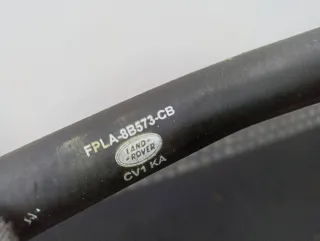 FPLA-8B573-CB
LAND-
ROVER
CV1 KA